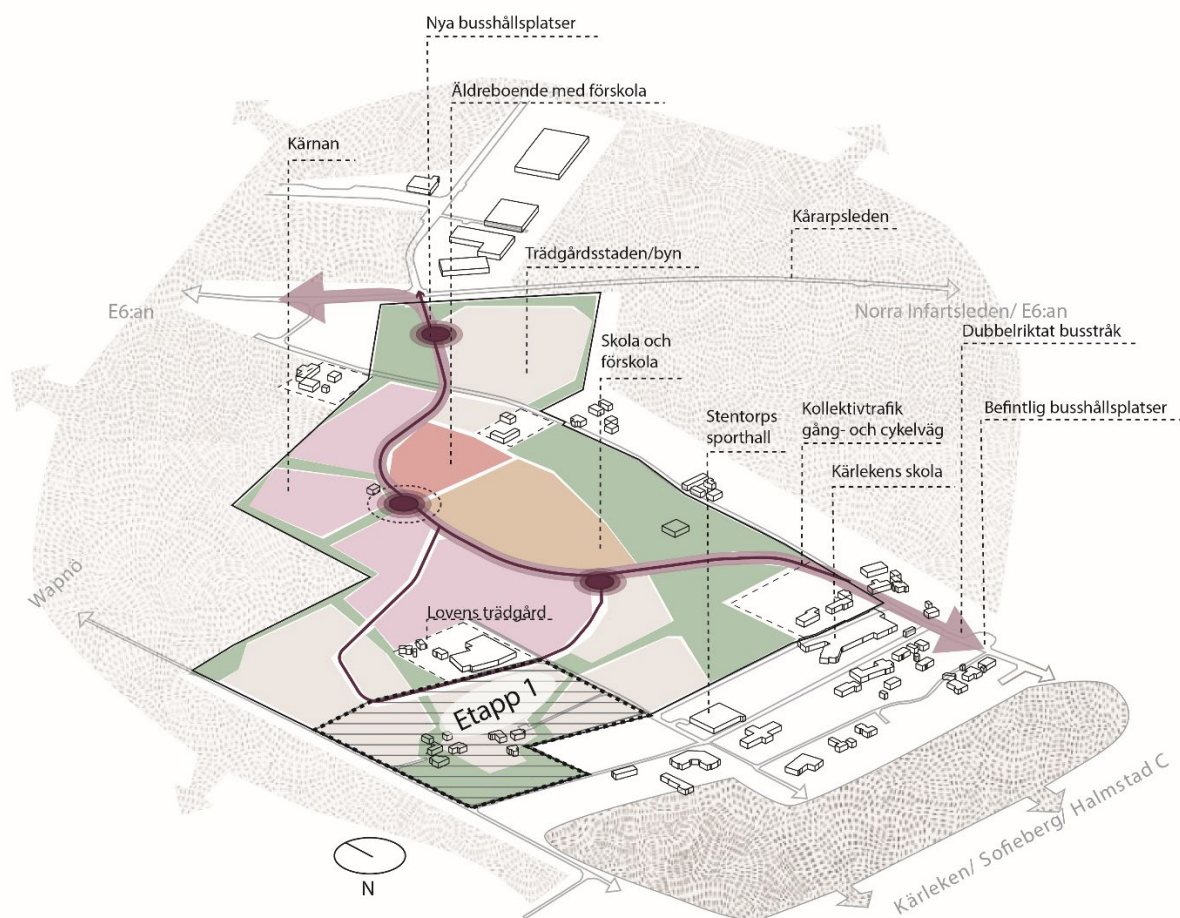 Nya busshållsplatser
Äldreboende med förskola
Kärnan
Kårarpsleden
Trädgårdsstaden/byn
E6:an
Norra Infartsleden/ E6:an
Dubbelriktat busstråk
Skola och
förskola
Stentorps
sporthall
Kollektivtrafik
gång- och cykelväg
Befintlig busshållsplatser
Kärlekens skola
Wapnö
Lovens trädgård
Etapp 1
Kärleken/ Sofieberg/ Halmstad C
N